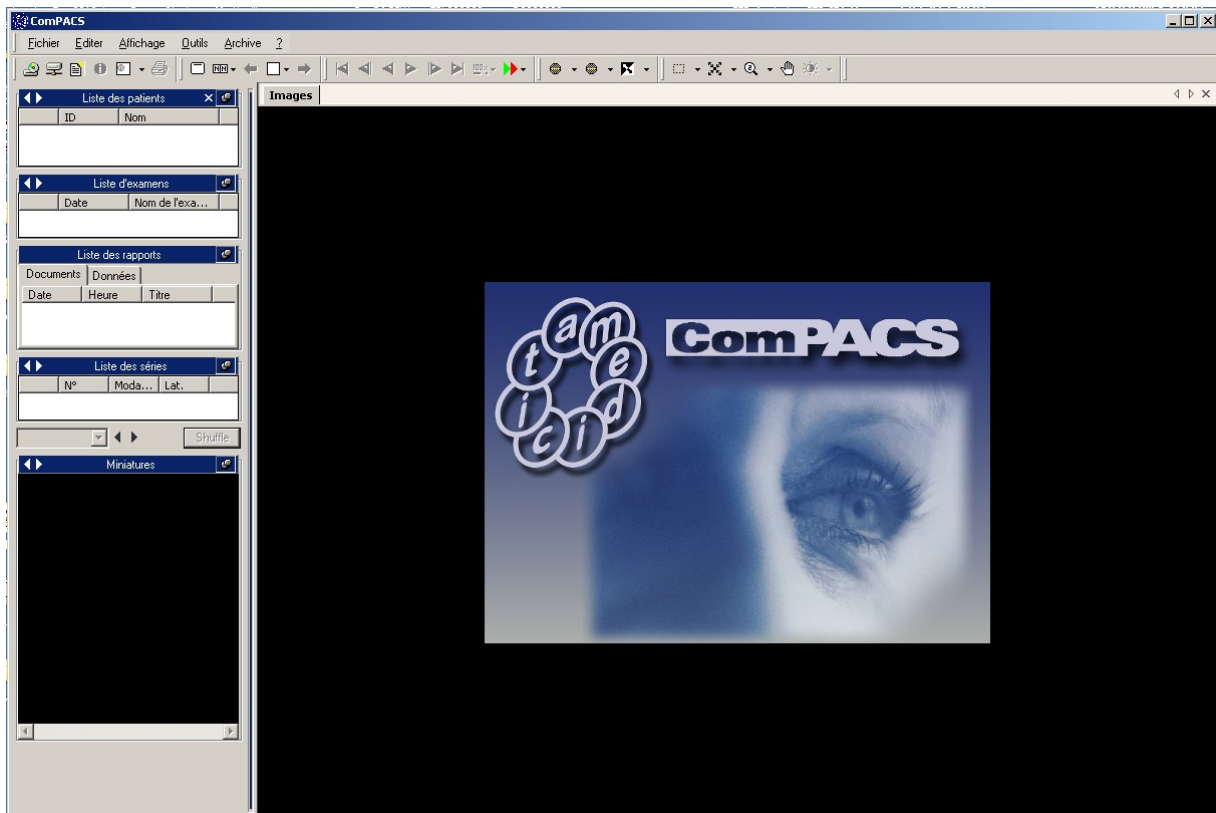 ComPACS
Fichier Editer Affichage Outils Archive ?
Liste des patients
ID Nom
Liste d'examens
Date Nom de l'exa...
Liste des rapports
Documents Données
Date Heure Titre
Liste des séries
N° Moda... Lat.
Shuffle
Miniatures
Images
medicimatica
ComPACS